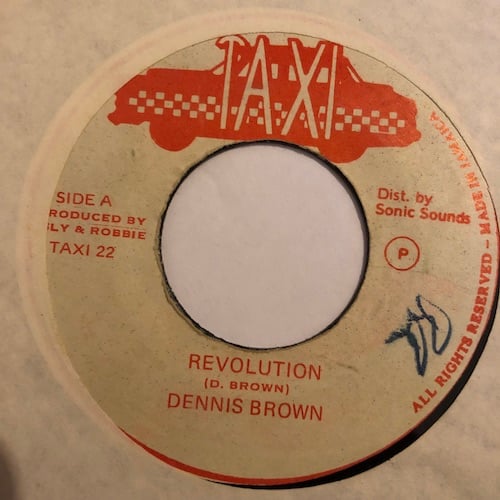 TAXI
SIDE A
RODUCED BY
LY & ROBBIE
TAXI 22
Dist. by
Sonic Sounds
P
REVOLUTION
(D. BROWN)
DENNIS BROWN
ALL RIGHTS RESERVED – MADE IN JAMAICA